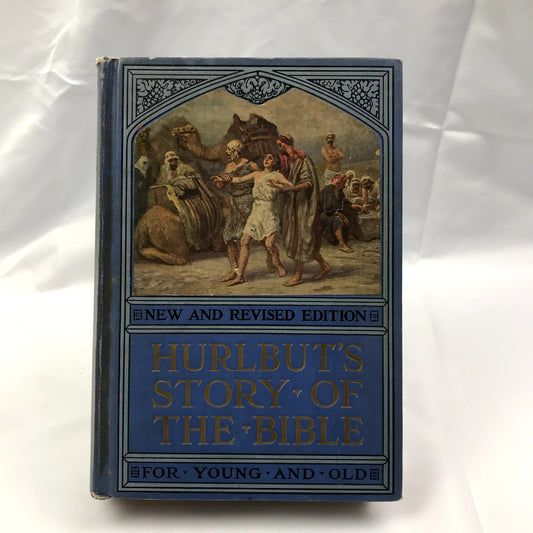 NEW AND REVISED EDITION
HURLBUT'S
STORY · OF
THE · BIBLE
FOR · YOUNG · AND · OLD